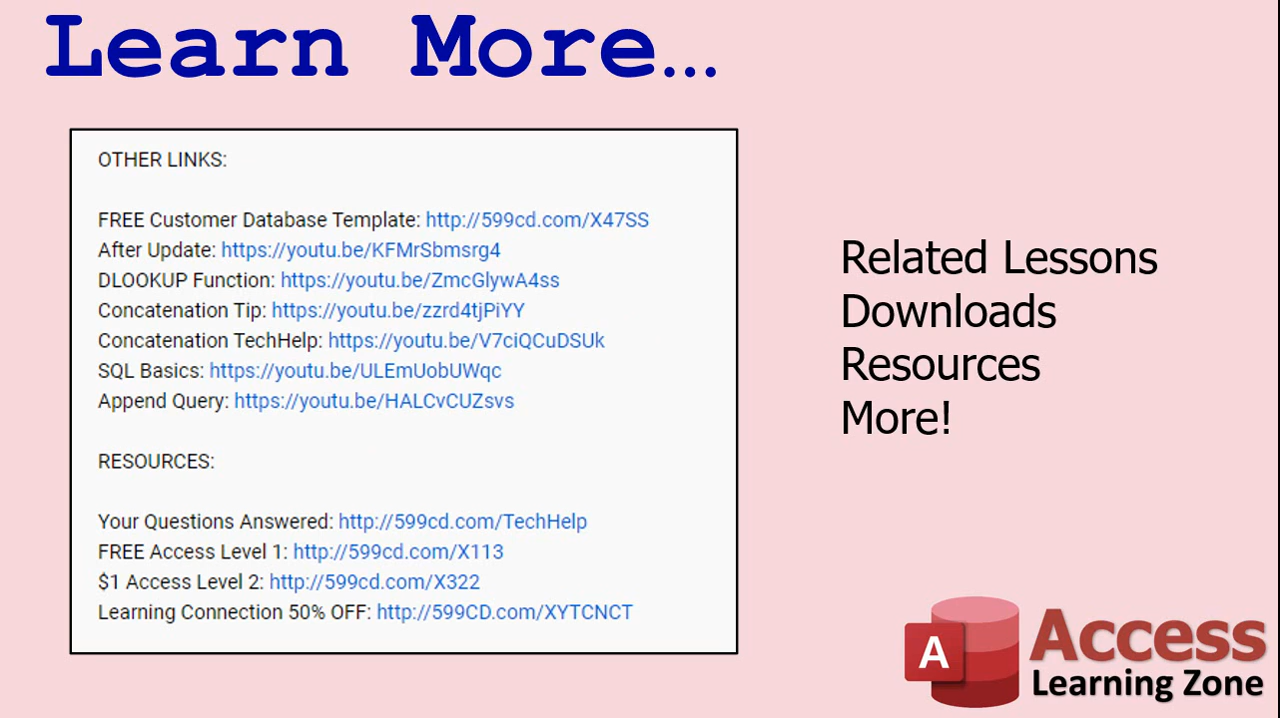 Learn More...
OTHER LINKS:
FREE Customer Database Template: http://599cd.com/X47SS
After Update: https://youtu.be/KFMrSbmsrg4
DLOOKUP Function: https://youtu.be/ZmcGlywA4ss
Concatenation Tip: https://youtu.be/zzrd4tjPiYY
Concatenation TechHelp: https://youtu.be/V7ciQCuDSUk
SQL Basics: https://youtu.be/ULEmUobUWqc
Append Query: https://youtu.be/HALCvCUZsvs
RESOURCES:
Your Questions Answered: http://599cd.com/TechHelp
FREE Access Level 1: http://599cd.com/X113
$1 Access Level 2: http://599cd.com/X322
Learning Connection 50% OFF: http://599CD.com/XYTCNCT
Related Lessons
Downloads
Resources
More!
A
Access
Learning Zone